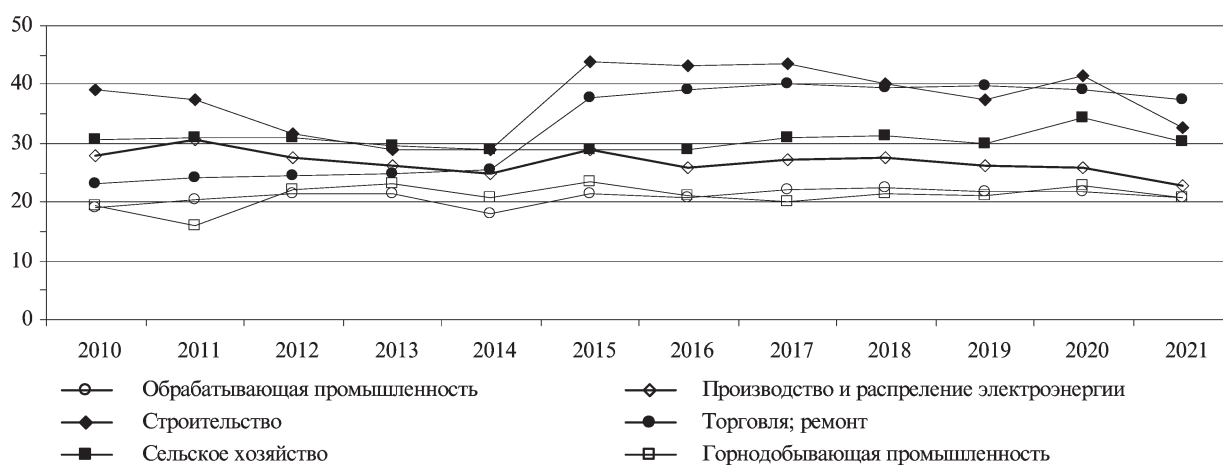 50
40
30
20
10
0
2010 2011 2012 2013 2014 2015 2016 2017 2018 2019 2020 2021
Обрабатывающая промышленность Производство и распреление электроэнергии
Строительство Торговля; ремонт
Сельское хозяйство Горнодобывающая промышленность